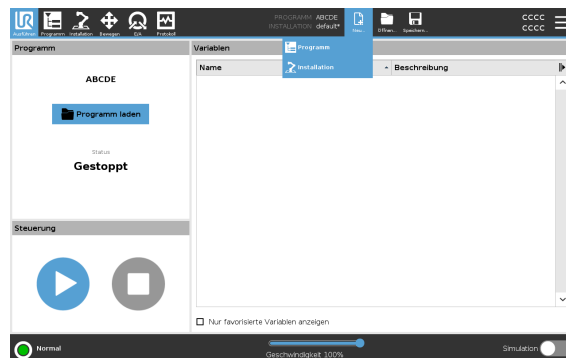 UR
PROGRAMM ABCDE
INSTALLATION default*
CCCC
CCCC
Ausführen Programm Installation Bewegen E/A Protokoll Neu... Öffnen... Speichern...
Programm
Variablen
Programm
Installation
Name
Beschreibung
ABCDE
Programm laden
Status
Gestoppt
Steuerung
Nur favorisierte Variablen anzeigen
Normal
Geschwindigkeit 100%
Simulation